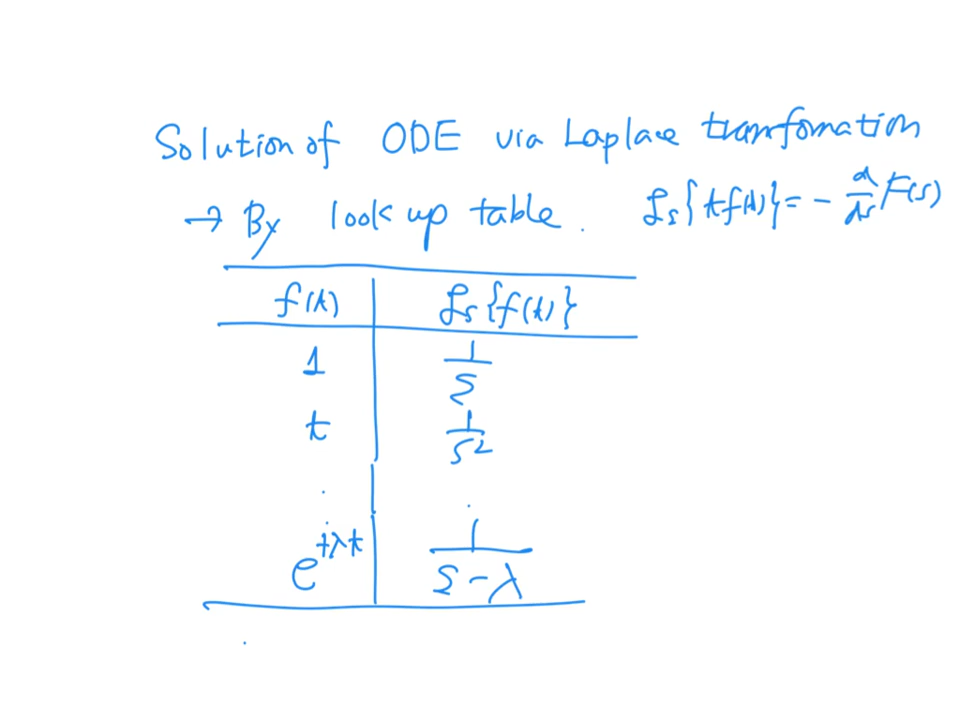 Solution of ODE via Laplace transfomation
→ By look up table. ℒₛ{tf(t)} = - d/ds F(s)
f(t) ℒₛ{f(t)}
1 1/s
t 1/s²
e^{+λt} 1/(s-λ)